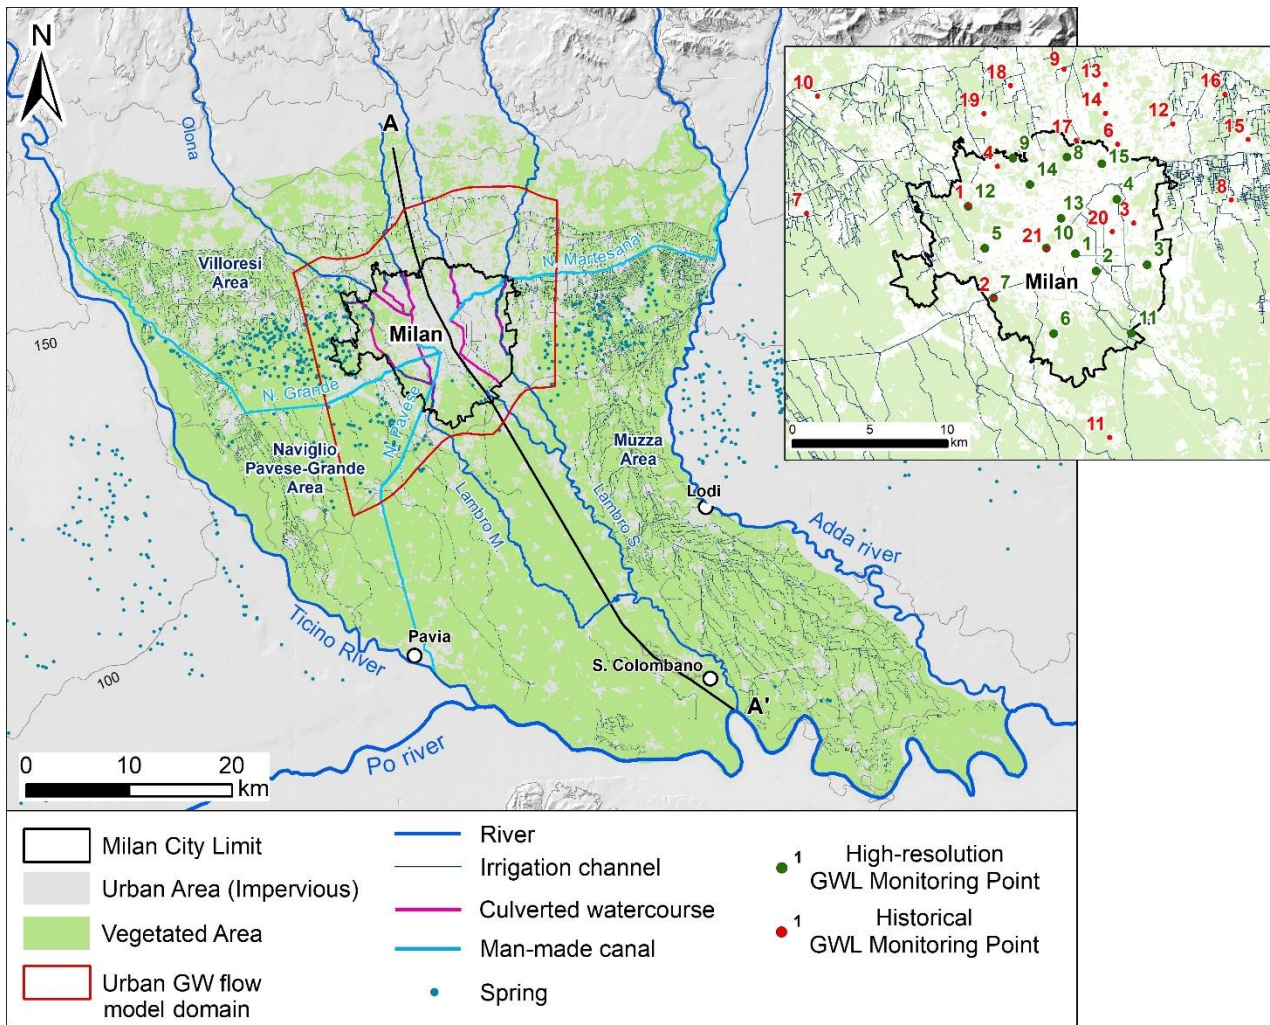 N
A
Olona
Villoresi
Area
N. Martesana
Milan
150
N. Grande
N. Pavese
Naviglio
Pavese-Grande
Area
Muzza
Area
Lambro M.
Lambro S.
Lodi
Adda river
Ticino River
Pavia
S. Colombano
100
A'
Po river
0 10 20
km
9
10
18
13
16
19
14
12
17
6
15
9
8
15
4
14
7
1
12
4
8
13
20
3
5
21
10
1
3
2
2
7
Milan
6
11
11
0 5 10
km
Milan City Limit
Urban Area (Impervious)
Vegetated Area
Urban GW flow
model domain
River
Irrigation channel
Culverted watercourse
Man-made canal
Spring
1 High-resolution
GWL Monitoring Point
1 Historical
GWL Monitoring Point